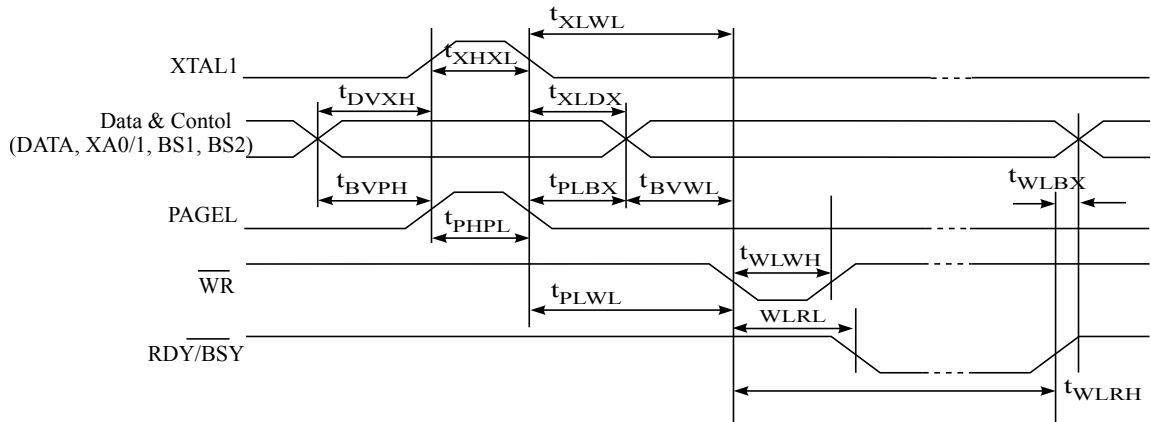 tXLWL
XTAL1
tXHXL
tDVXH
tXLDX
Data & Contol
(DATA, XA0/1, BS1, BS2)
tBVPH
tPLBX
tBVWL
tWLBX
PAGEL
tPHPL
tWLWH
WR
tPLWL
WLRL
RDY/BSY
tWLRH